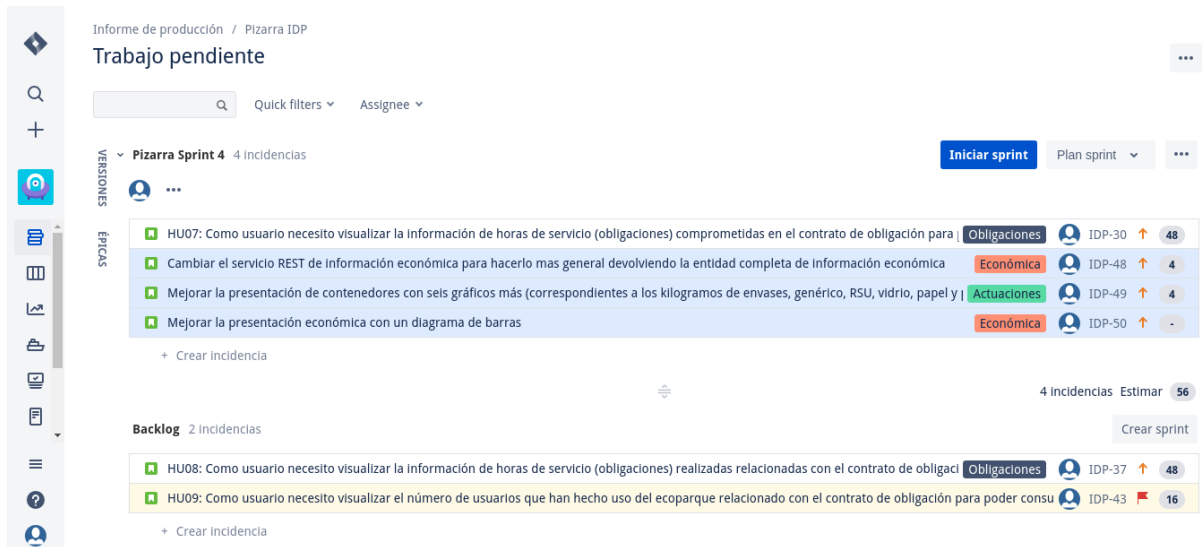 Informe de producción / Pizarra IDP
Trabajo pendiente
Quick filters Assignee
VERSIONES
ÉPICAS
Pizarra Sprint 4 4 incidencias Iniciar sprint Plan sprint
HU07: Como usuario necesito visualizar la información de horas de servicio (obligaciones) comprometidas en el contrato de obligación para Obligaciones IDP-30 48
Cambiar el servicio REST de información económica para hacerlo mas general devolviendo la entidad completa de información económica Económica IDP-48 4
Mejorar la presentación de contenedores con seis gráficos más (correspondientes a los kilogramos de envases, genérico, RSU, vidrio, papel y Actuaciones IDP-49 4
Mejorar la presentación económica con un diagrama de barras Económica IDP-50 -
+ Crear incidencia
4 incidencias Estimar 56
Backlog 2 incidencias Crear sprint
HU08: Como usuario necesito visualizar la información de horas de servicio (obligaciones) realizadas relacionadas con el contrato de obligaci Obligaciones IDP-37 48
HU09: Como usuario necesito visualizar el número de usuarios que han hecho uso del ecoparque relacionado con el contrato de obligación para poder consu IDP-43 16
+ Crear incidencia